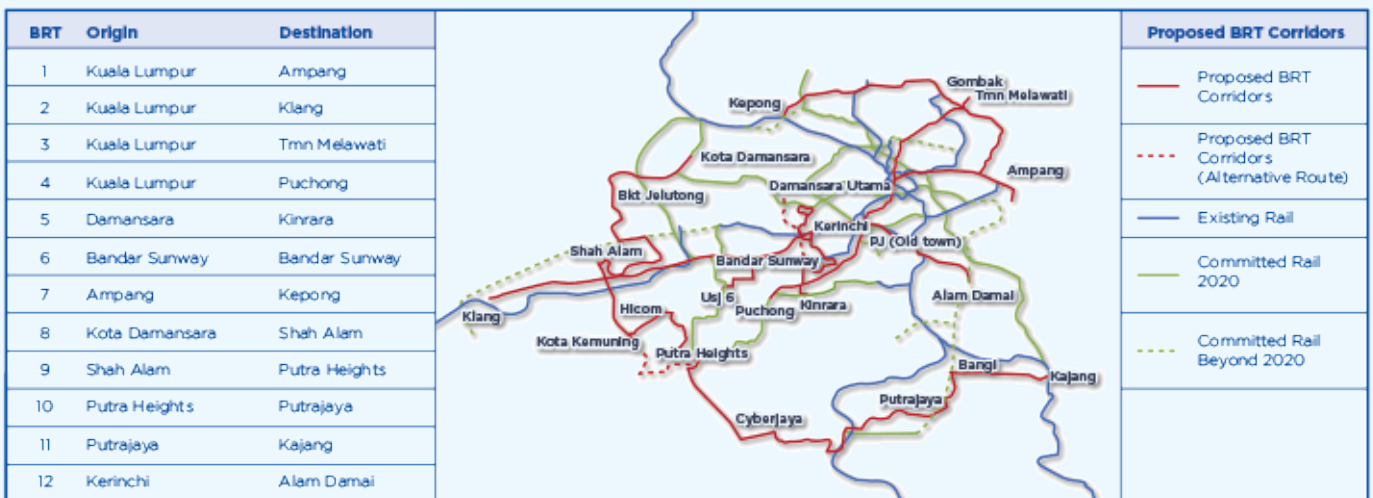 BRT Origin Destination
1 Kuala Lumpur Ampang
2 Kuala Lumpur Klang
3 Kuala Lumpur Tmn Melawati
4 Kuala Lumpur Puchong
5 Damansara Kinrara
6 Bandar Sunway Bandar Sunway
7 Ampang Kepong
8 Kota Damansara Shah Alam
9 Shah Alam Putra Heights
10 Putra Heights Putrajaya
11 Putrajaya Kajang
12 Kerinchi Alam Damai
Gombak
Tmn Melawati
Kepong
Kota Damansara
Ampang
Damansara Utama
Bkt Jelutong
Kerinchi
PJ (Old town)
Shah Alam
Bandar Sunway
Usj 6
Alam Damai
Kinrara
Puchong
Hicom
Klang
Kota Kemuning
Putra Heights
Bangi
Kajang
Putrajaya
Cyberjaya
Proposed BRT Corridors
Proposed BRT
Corridors
Proposed BRT
Corridors
(Alternative Route)
Existing Rail
Committed Rail
2020
Committed Rail
Beyond 2020